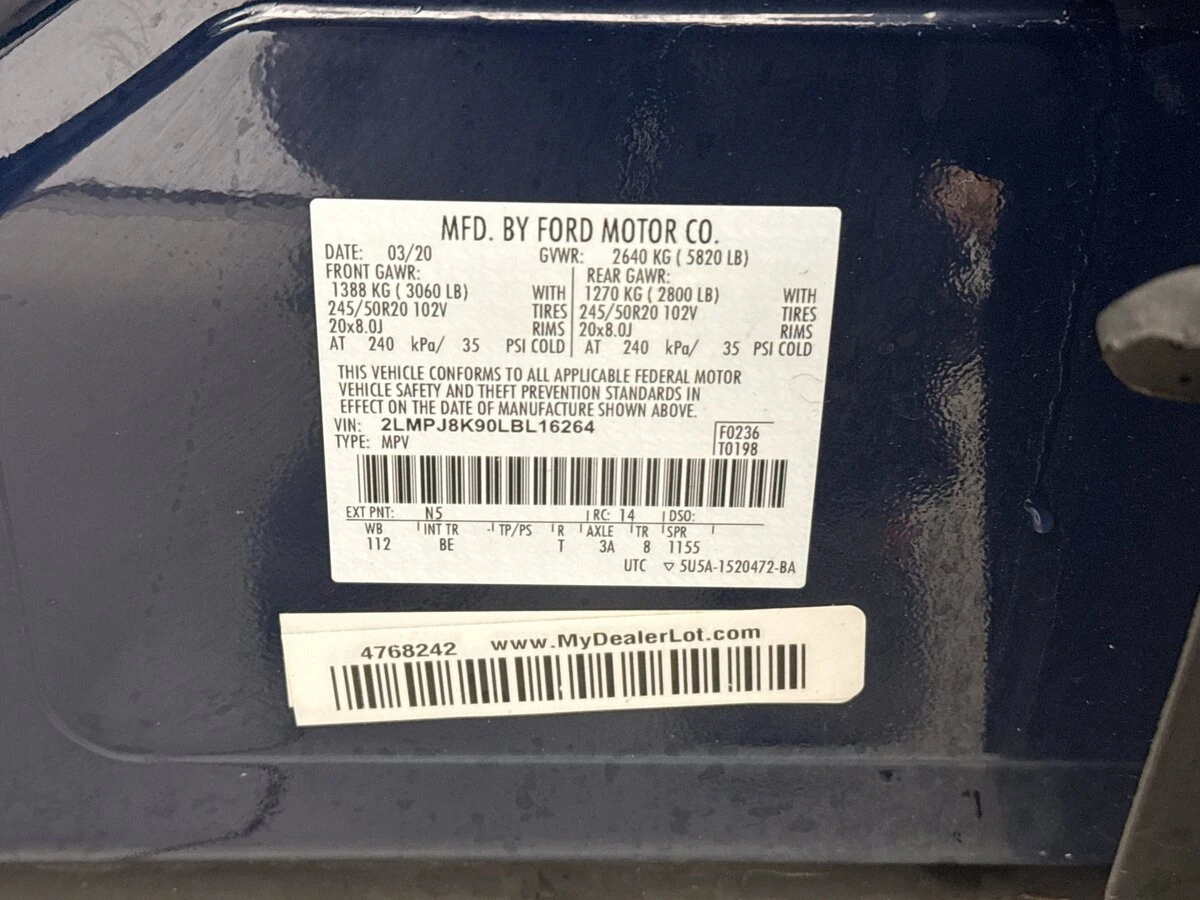 MFD. BY FORD MOTOR CO.
DATE: 03/20 GVWR: 2640 KG ( 5820 LB)
FRONT GAWR: REAR GAWR:
1388 KG ( 3060 LB) WITH 1270 KG ( 2800 LB) WITH
245/50R20 102V TIRES 245/50R20 102V TIRES
20x8.0J RIMS 20x8.0J RIMS
AT 240 kPa/ 35 PSI COLD AT 240 kPa/ 35 PSI COLD
THIS VEHICLE CONFORMS TO ALL APPLICABLE FEDERAL MOTOR
VEHICLE SAFETY AND THEFT PREVENTION STANDARDS IN
EFFECT ON THE DATE OF MANUFACTURE SHOWN ABOVE.
VIN: 2LMPJ8K90LBL16264 F0236
TYPE: MPV T0198
EXT PNT: N5 RC: 14 DSO:
WB INT TR TP/PS R AXLE TR SPR
112 BE T 3A 8 1155
UTC ▽ 5U5A-1520472-BA
4768242 www.MyDealerLot.com